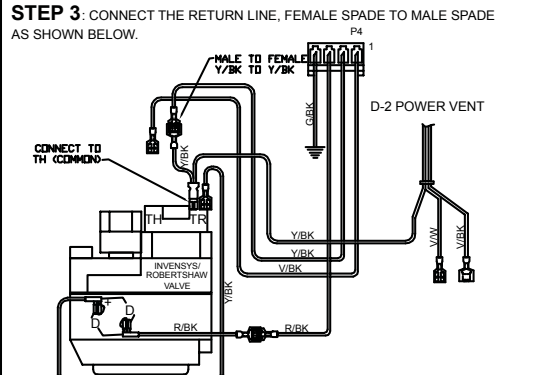 STEP 3: CONNECT THE RETURN LINE, FEMALE SPADE TO MALE SPADE
AS SHOWN BELOW.
P4
1
MALE TO FEMALE
Y/BK TO Y/BK
G/BK
D-2 POWER VENT
CONNECT TO
TH (COMMON)
Y/BK
TH
TR
Y/BK
V/W
V/BK
Y/BK
V/BK
INVENSYS/
ROBERTSHAW
VALVE
Y/BK
+
D
D
R/BK
R/BK